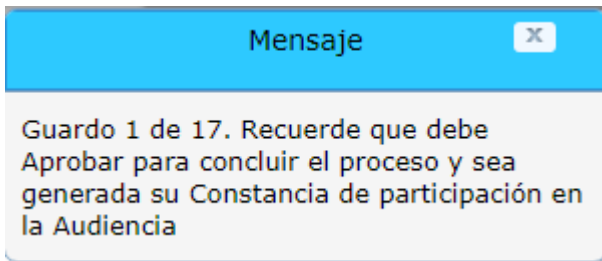 Mensaje
x
Guardo 1 de 17. Recuerde que debe
Aprobar para concluir el proceso y sea
generada su Constancia de participación en
la Audiencia